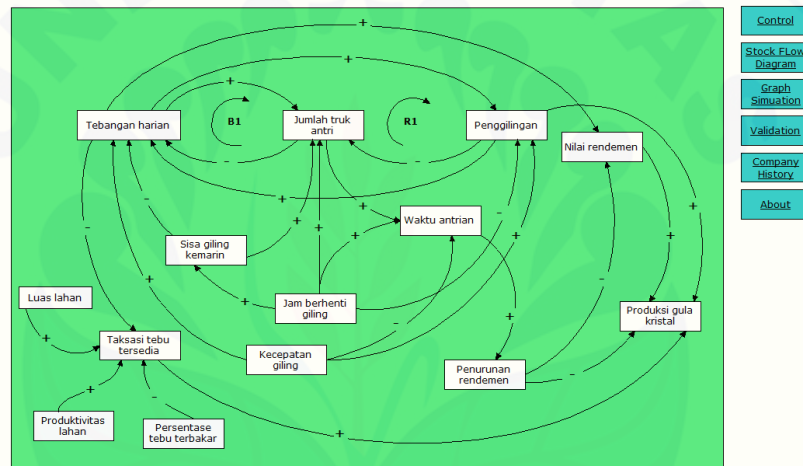 Control
Stock FLow
Diagram
Graph
Simuation
Validation
Company
History
About
Tebangan harian
B1
Jumlah truk
antri
R1
Penggilingan
Nilai rendemen
Waktu antrian
Sisa giling
kemarin
Luas lahan
Jam berhenti
giling
Produksi gula
kristal
Taksasi tebu
tersedia
Kecepatan
giling
Penurunan
rendemen
Produktivitas
lahan
Persentase
tebu terbakar